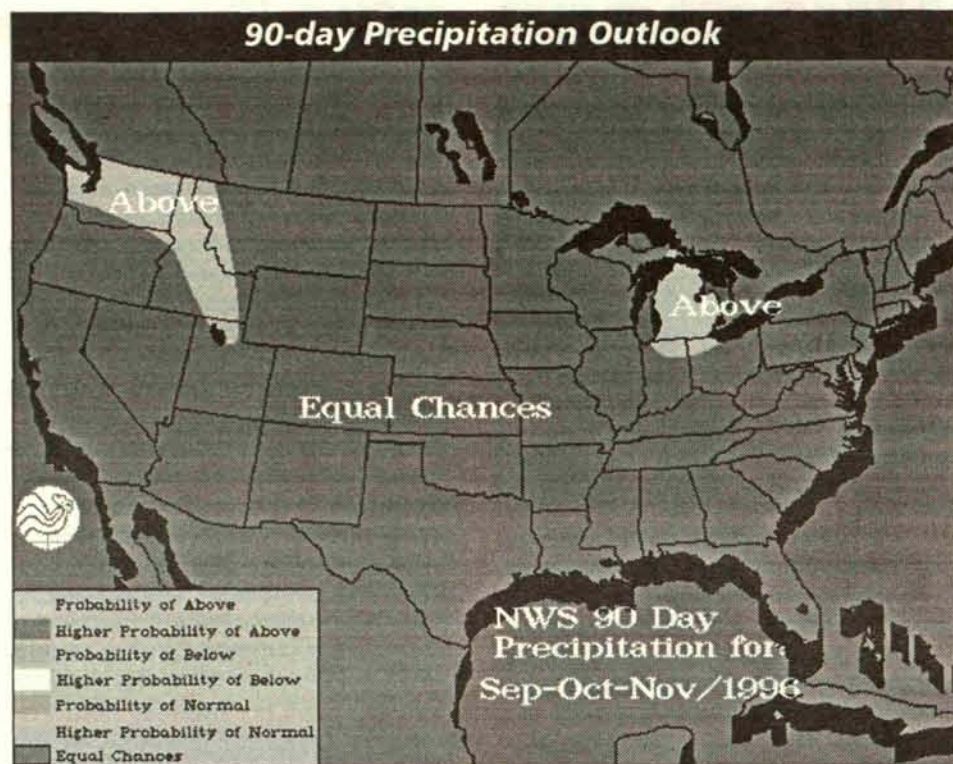 90-day Precipitation Outlook
Above
Above
Equal Chances
Probability of Above
Higher Probability of Above
Probability of Below
Higher Probability of Below
Probability of Normal
Higher Probability of Normal
Equal Chances
NWS 90 Day
Precipitation for:
Sep-Oct-Nov/1996